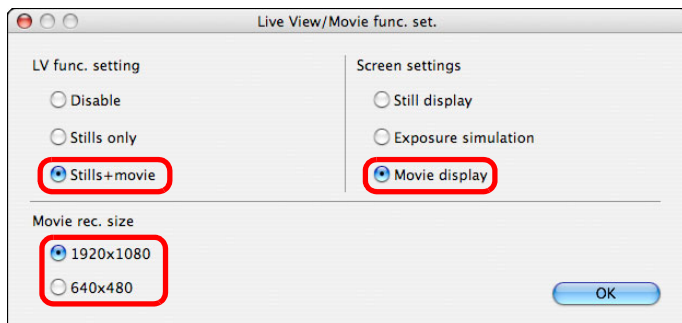 Live View/Movie func. set.
LV func. setting
Disable
Stills only
Stills+movie
Screen settings
Still display
Exposure simulation
Movie display
Movie rec. size
1920x1080
640x480
OK